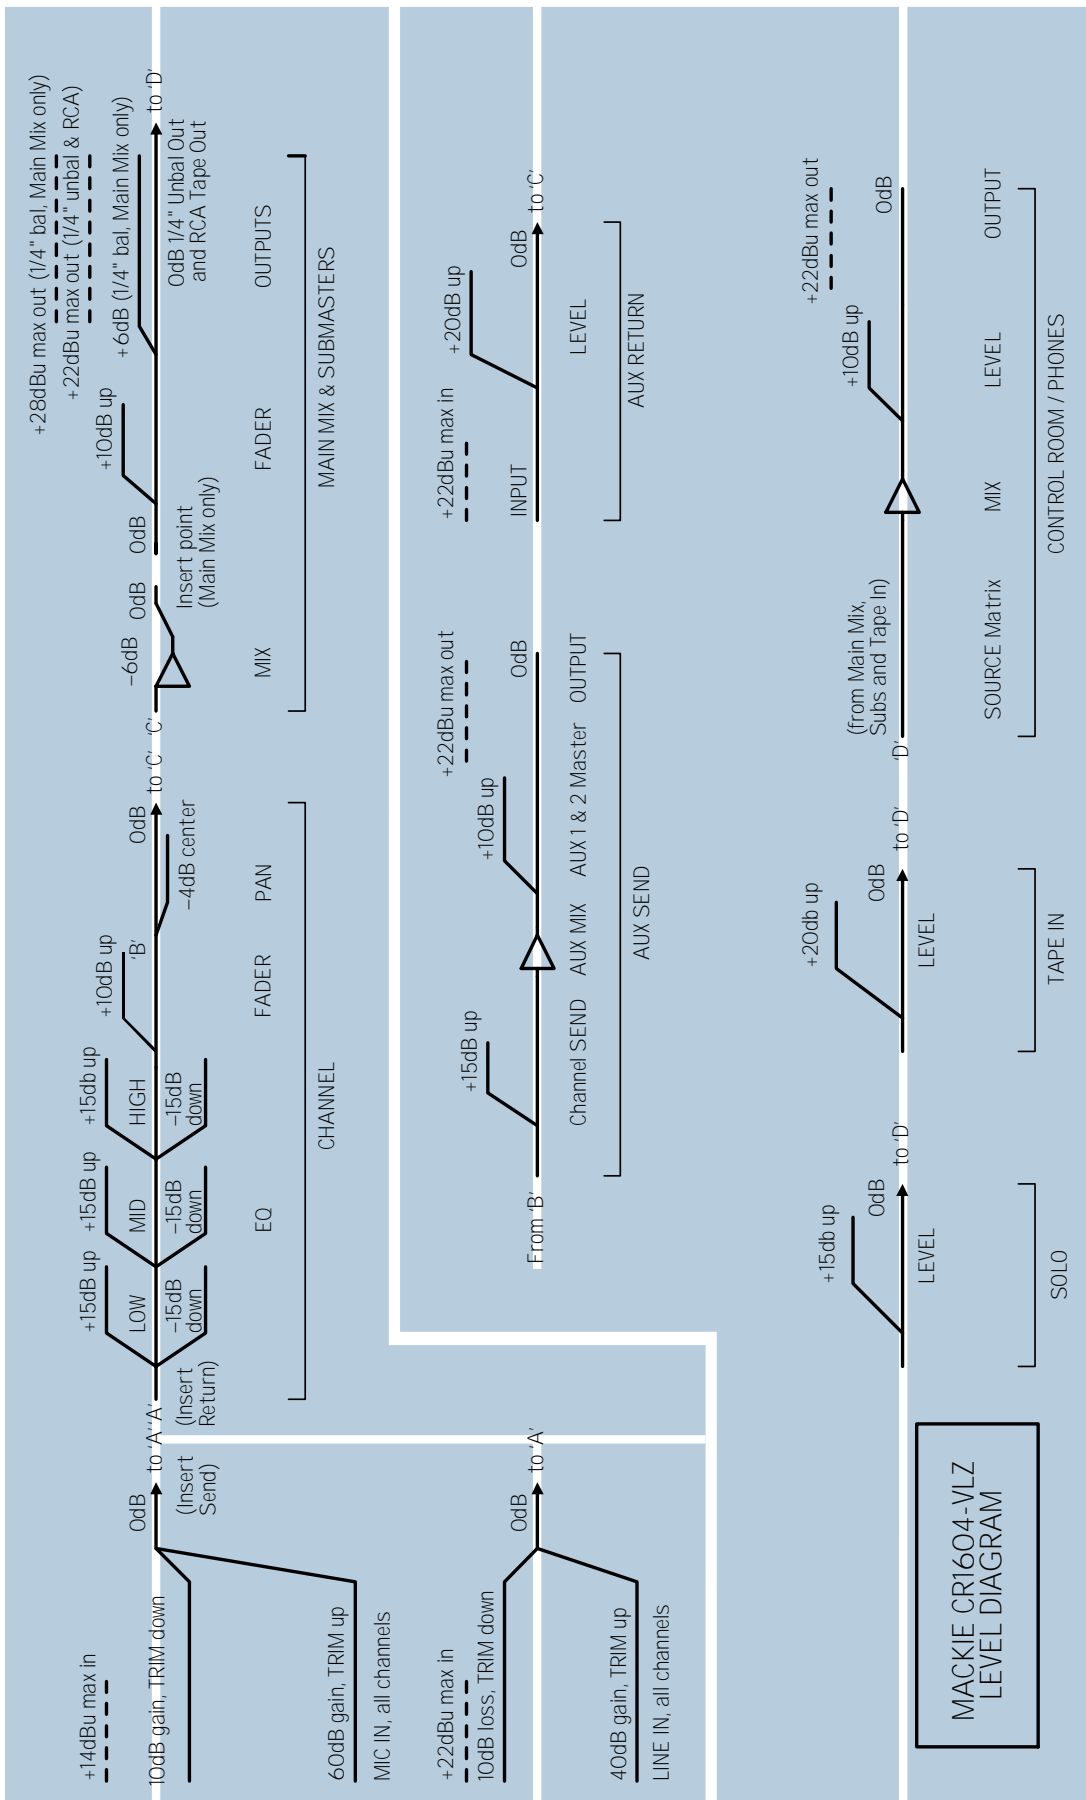 +14dBu max in
10dB gain, TRIM down
60dB gain, TRIM up
MIC IN, all channels
0dB
(Insert
Send)
to ‘A’
‘A’
(Insert
Return)
+15dB up
LOW
–15dB
down
+15dB up
MID
–15dB
down
+15db up
HIGH
–15dB
down
EQ
+10dB up
‘B’
FADER
–4dB center
PAN
0dB
to ‘C’
CHANNEL
‘C’
–6dB
MIX
0dB
Insert point
(Main Mix only)
0dB
+10dB up
FADER
+28dBu max out (1/4" bal, Main Mix only)
+22dBu max out (1/4" unbal & RCA)
+6dB (1/4" bal, Main Mix only)
to ‘D’
0dB 1/4" Unbal Out
and RCA Tape Out
OUTPUTS
MAIN MIX & SUBMASTERS
+22dBu max in
10dB loss, TRIM down
40dB gain, TRIM up
LINE IN, all channels
0dB
to ‘A’
From ‘B’
+15dB up
Channel SEND
AUX MIX
+10dB up
AUX 1 & 2 Master
+22dBu max out
0dB
OUTPUT
AUX SEND
+22dBu max in
INPUT
+20dB up
LEVEL
0dB
to ‘C’
AUX RETURN
MACKIE CR1604-VLZ
LEVEL DIAGRAM
+15db up
0dB
to ‘D’
LEVEL
SOLO
+20db up
0dB
to ‘D’
LEVEL
TAPE IN
‘D’
(from Main Mix,
Subs and Tape In)
SOURCE Matrix
MIX
+10dB up
LEVEL
+22dBu max out
0dB
OUTPUT
CONTROL ROOM / PHONES